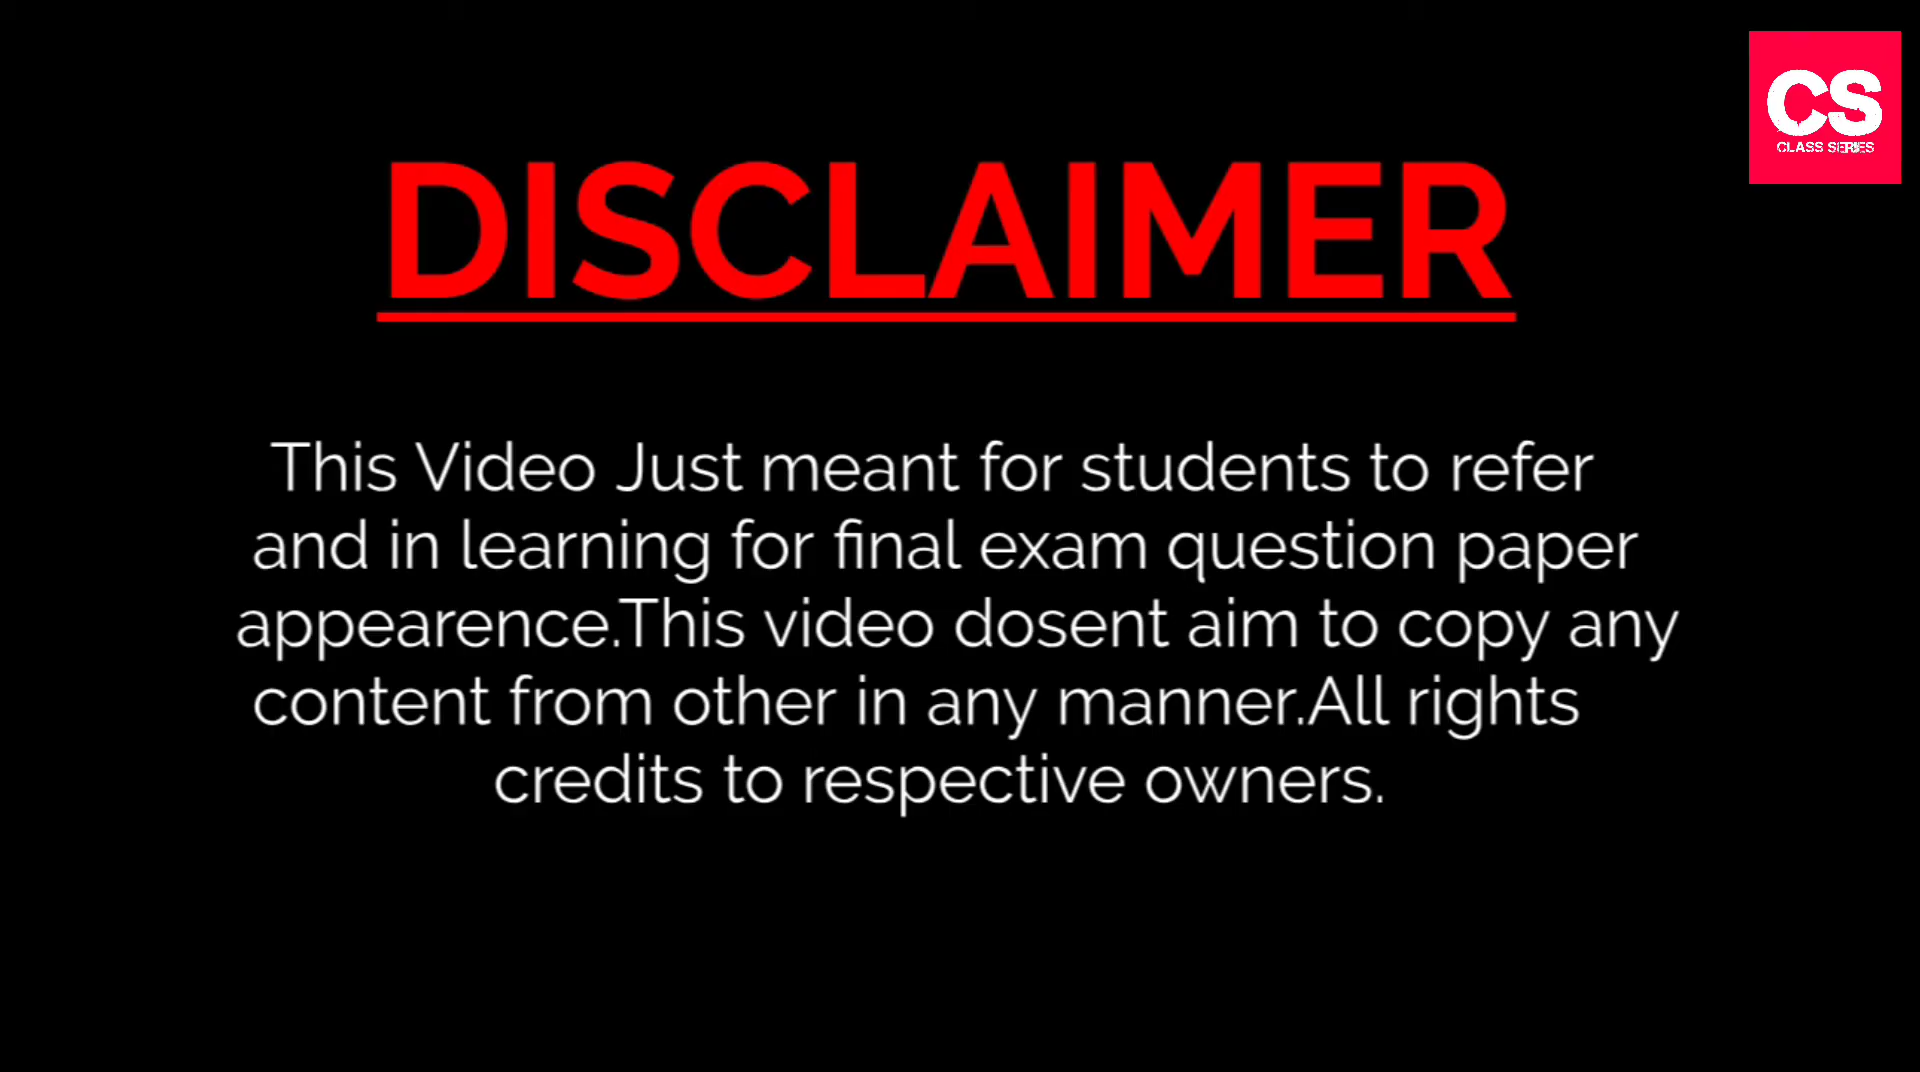 CS
CLASS SERIES
DISCLAIMER
This Video Just meant for students to refer
and in learning for final exam question paper
appearence.This video dosent aim to copy any
content from other in any manner.All rights
credits to respective owners.